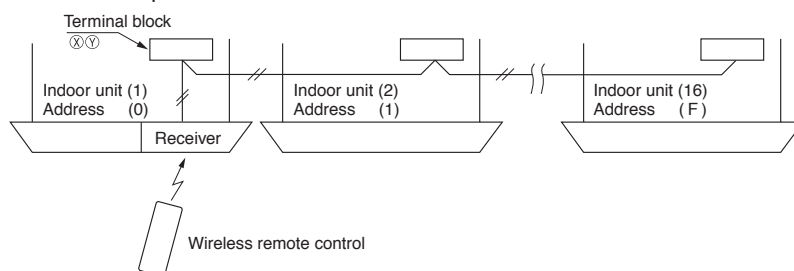 Terminal block
Ⓧ Ⓨ
Indoor unit (1)
Address (0)
Receiver
Indoor unit (2)
Address (1)
Indoor unit (16)
Address ( F )
Wireless remote control